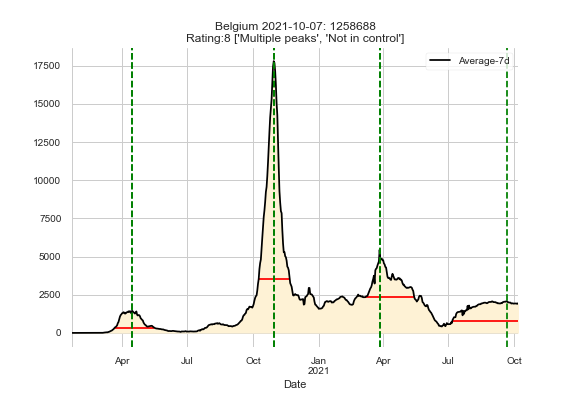 Belgium 2021-10-07: 1258688
Rating:8 ['Multiple peaks', 'Not in control']
Average-7d
17500
15000
12500
10000
7500
5000
2500
0
Apr
Jul
Oct
Jan
2021
Apr
Jul
Oct
Date